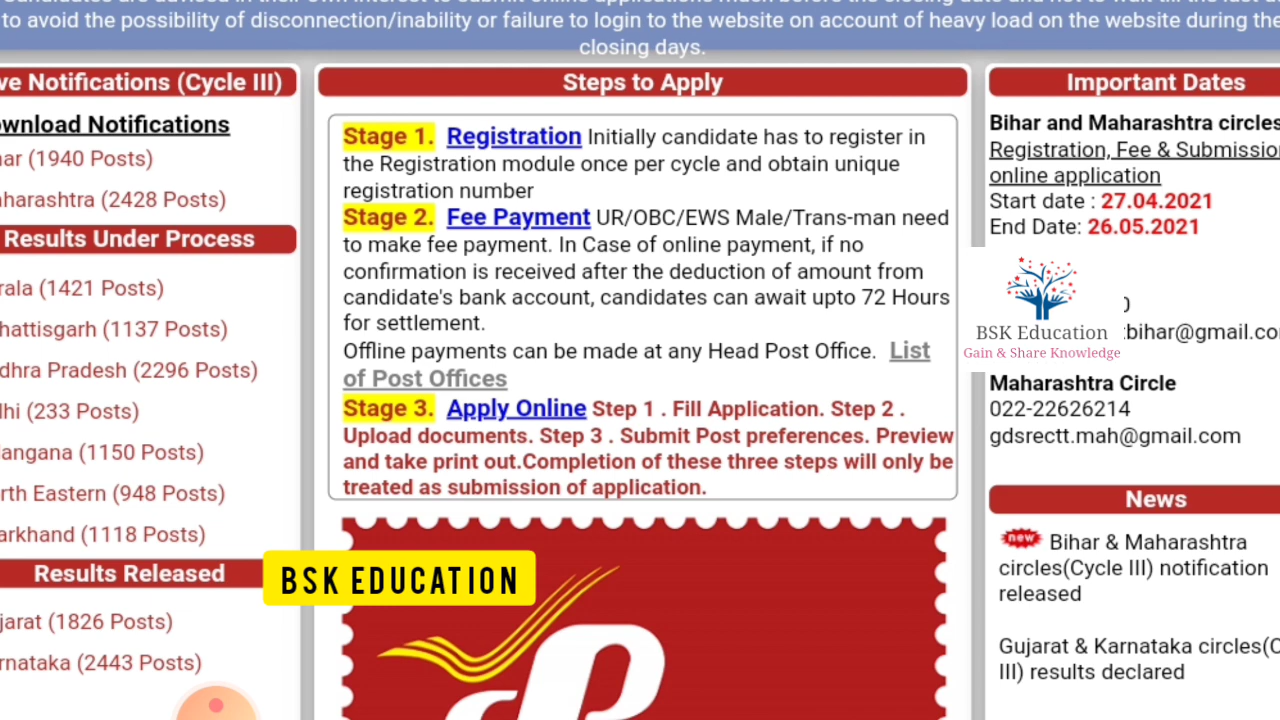 to avoid the possibility of disconnection/inability or failure to login to the website on account of heavy load on the website during the
closing days.
ve Notifications (Cycle III)
ownload Notifications
ar (1940 Posts)
aharashtra (2428 Posts)
Results Under Process
rala (1421 Posts)
hattisgarh (1137 Posts)
dhra Pradesh (2296 Posts)
lhi (233 Posts)
langana (1150 Posts)
rth Eastern (948 Posts)
arkhand (1118 Posts)
Results Released
jarat (1826 Posts)
rnataka (2443 Posts)
Steps to Apply
Stage 1. Registration Initially candidate has to register in
the Registration module once per cycle and obtain unique
registration number
Stage 2. Fee Payment UR/OBC/EWS Male/Trans-man need
to make fee payment. In Case of online payment, if no
confirmation is received after the deduction of amount from
candidate's bank account, candidates can await upto 72 Hours
for settlement.
Offline payments can be made at any Head Post Office. List
of Post Offices
Stage 3. Apply Online Step 1 . Fill Application. Step 2 .
Upload documents. Step 3 . Submit Post preferences. Preview
and take print out.Completion of these three steps will only be
treated as submission of application.
BSK EDUCATION
Important Dates
Bihar and Maharashtra circles
Registration, Fee & Submissio
online application
Start date : 27.04.2021
End Date: 26.05.2021
BSK Education
Gain & Share Knowledge
bihar@gmail.co
Maharashtra Circle
022-22626214
gdsrectt.mah@gmail.com
News
new Bihar & Maharashtra
circles(Cycle III) notification
released
Gujarat & Karnataka circles(C
III) results declared